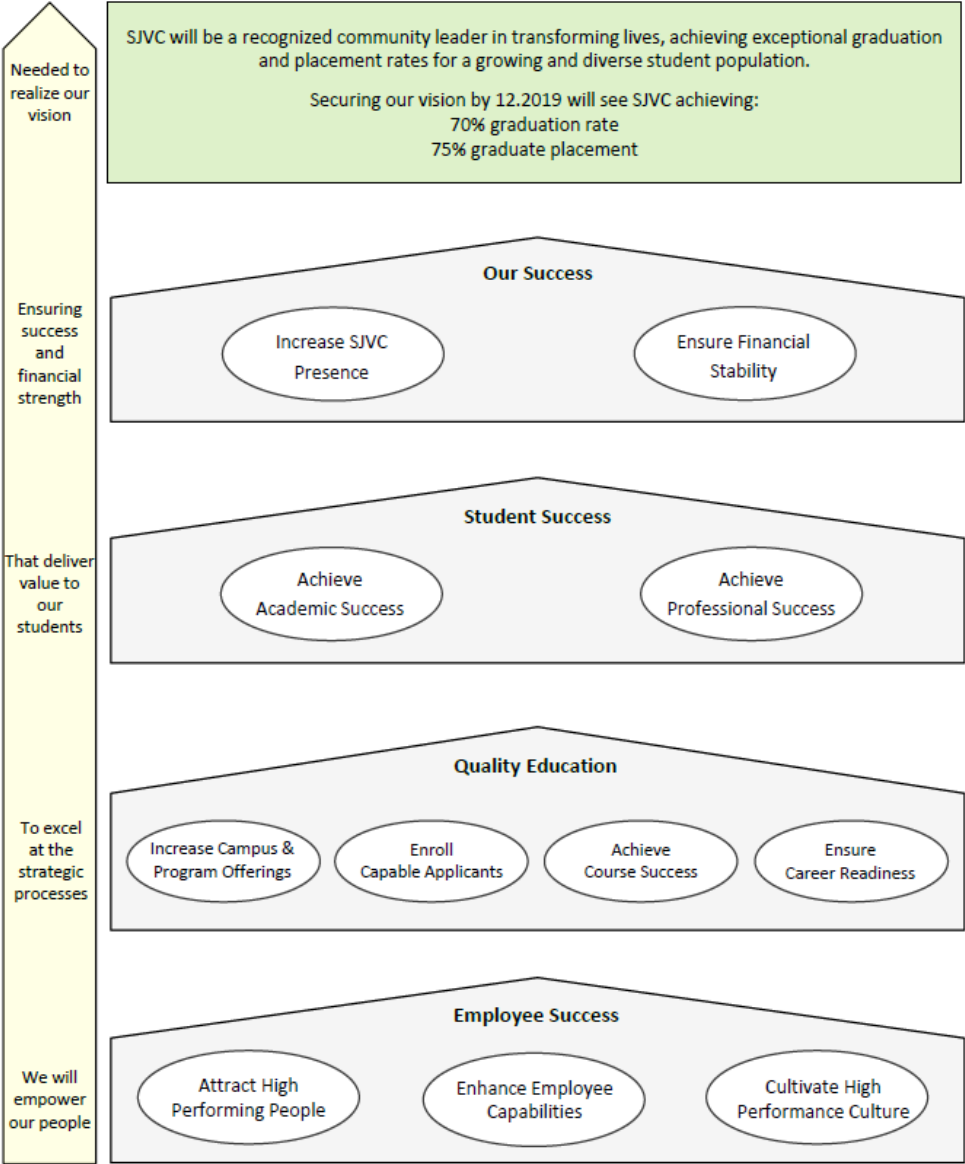 Needed to
realize our
vision
SJVC will be a recognized community leader in transforming lives, achieving exceptional graduation
and placement rates for a growing and diverse student population.
Securing our vision by 12.2019 will see SJVC achieving:
70% graduation rate
75% graduate placement
Ensuring
success
and
financial
strength
Our Success
Increase SJVC
Presence
Ensure Financial
Stability
That deliver
value to
our
students
Student Success
Achieve
Academic Success
Achieve
Professional Success
To excel
at the
strategic
processes
Quality Education
Increase Campus &
Program Offerings
Enroll
Capable Applicants
Achieve
Course Success
Ensure
Career Readiness
We will
empower
our people
Employee Success
Attract High
Performing People
Enhance Employee
Capabilities
Cultivate High
Performance Culture